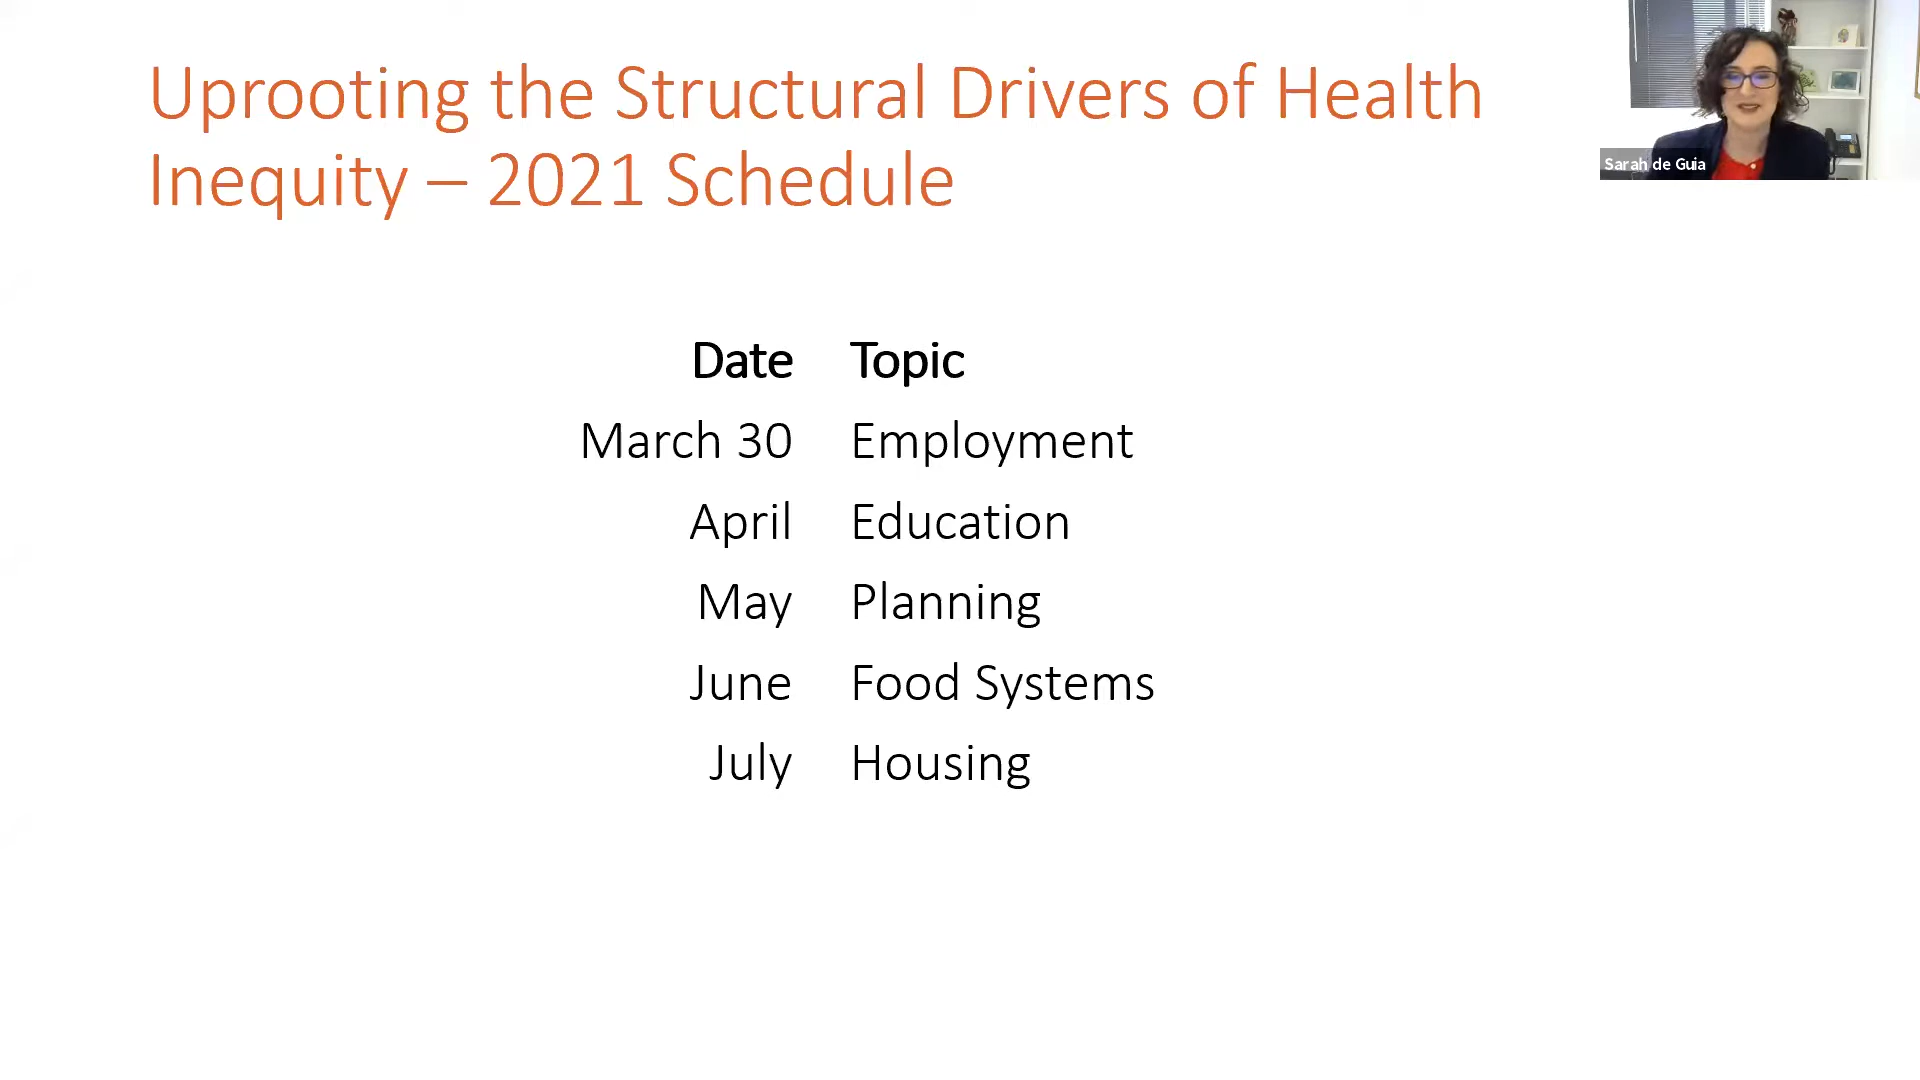 Uprooting the Structural Drivers of Health
Inequity – 2021 Schedule
Sarah de Guia
Date Topic
March 30 Employment
April Education
May Planning
June Food Systems
July Housing